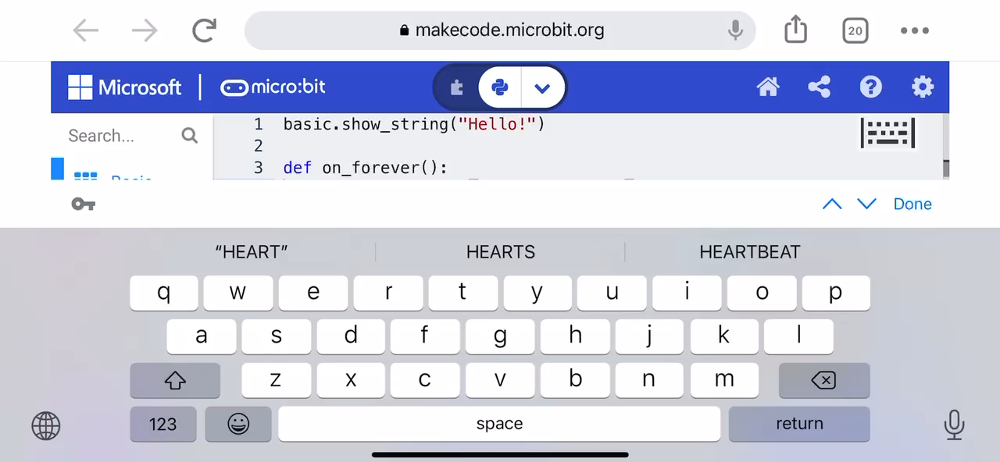 makecode.microbit.org
20
Microsoft
micro:bit
Search...
1 basic.show_string("Hello!")
2
3 def on_forever():
Basic
Done
“HEART” HEARTS HEARTBEAT
q w e r t y u i o p
a s d f g h j k l
z x c v b n m
123 space return